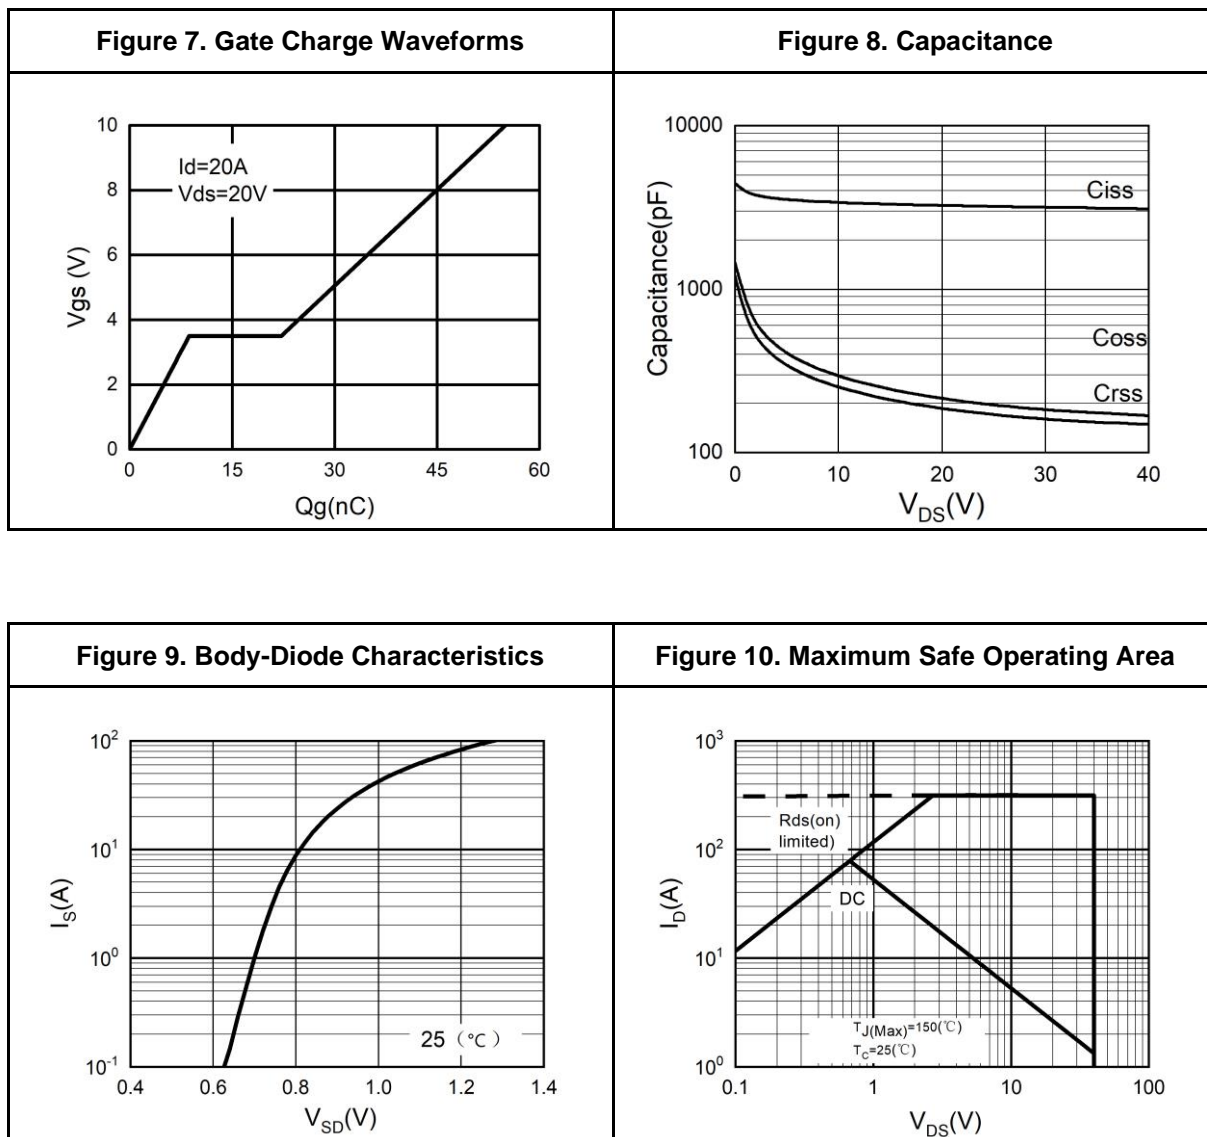 Figure 7. Gate Charge Waveforms
Figure 8. Capacitance
10
8
6
4
2
0
Id=20A
Vds=20V
Vgs (V)
0 15 30 45 60
Qg(nC)
10000
1000
100
Capacitance(pF)
Ciss
Coss
Crss
0 10 20 30 40
VDS(V)
Figure 9. Body-Diode Characteristics
Figure 10. Maximum Safe Operating Area
10²
10¹
10⁰
10⁻¹
IS(A)
25（℃）
0.4 0.6 0.8 1.0 1.2 1.4
VSD(V)
10³
10²
10¹
10⁰
ID(A)
Rds(on)
limited)
DC
TJ(Max)=150(℃)
Tc=25(℃)
0.1 1 10 100
VDS(V)